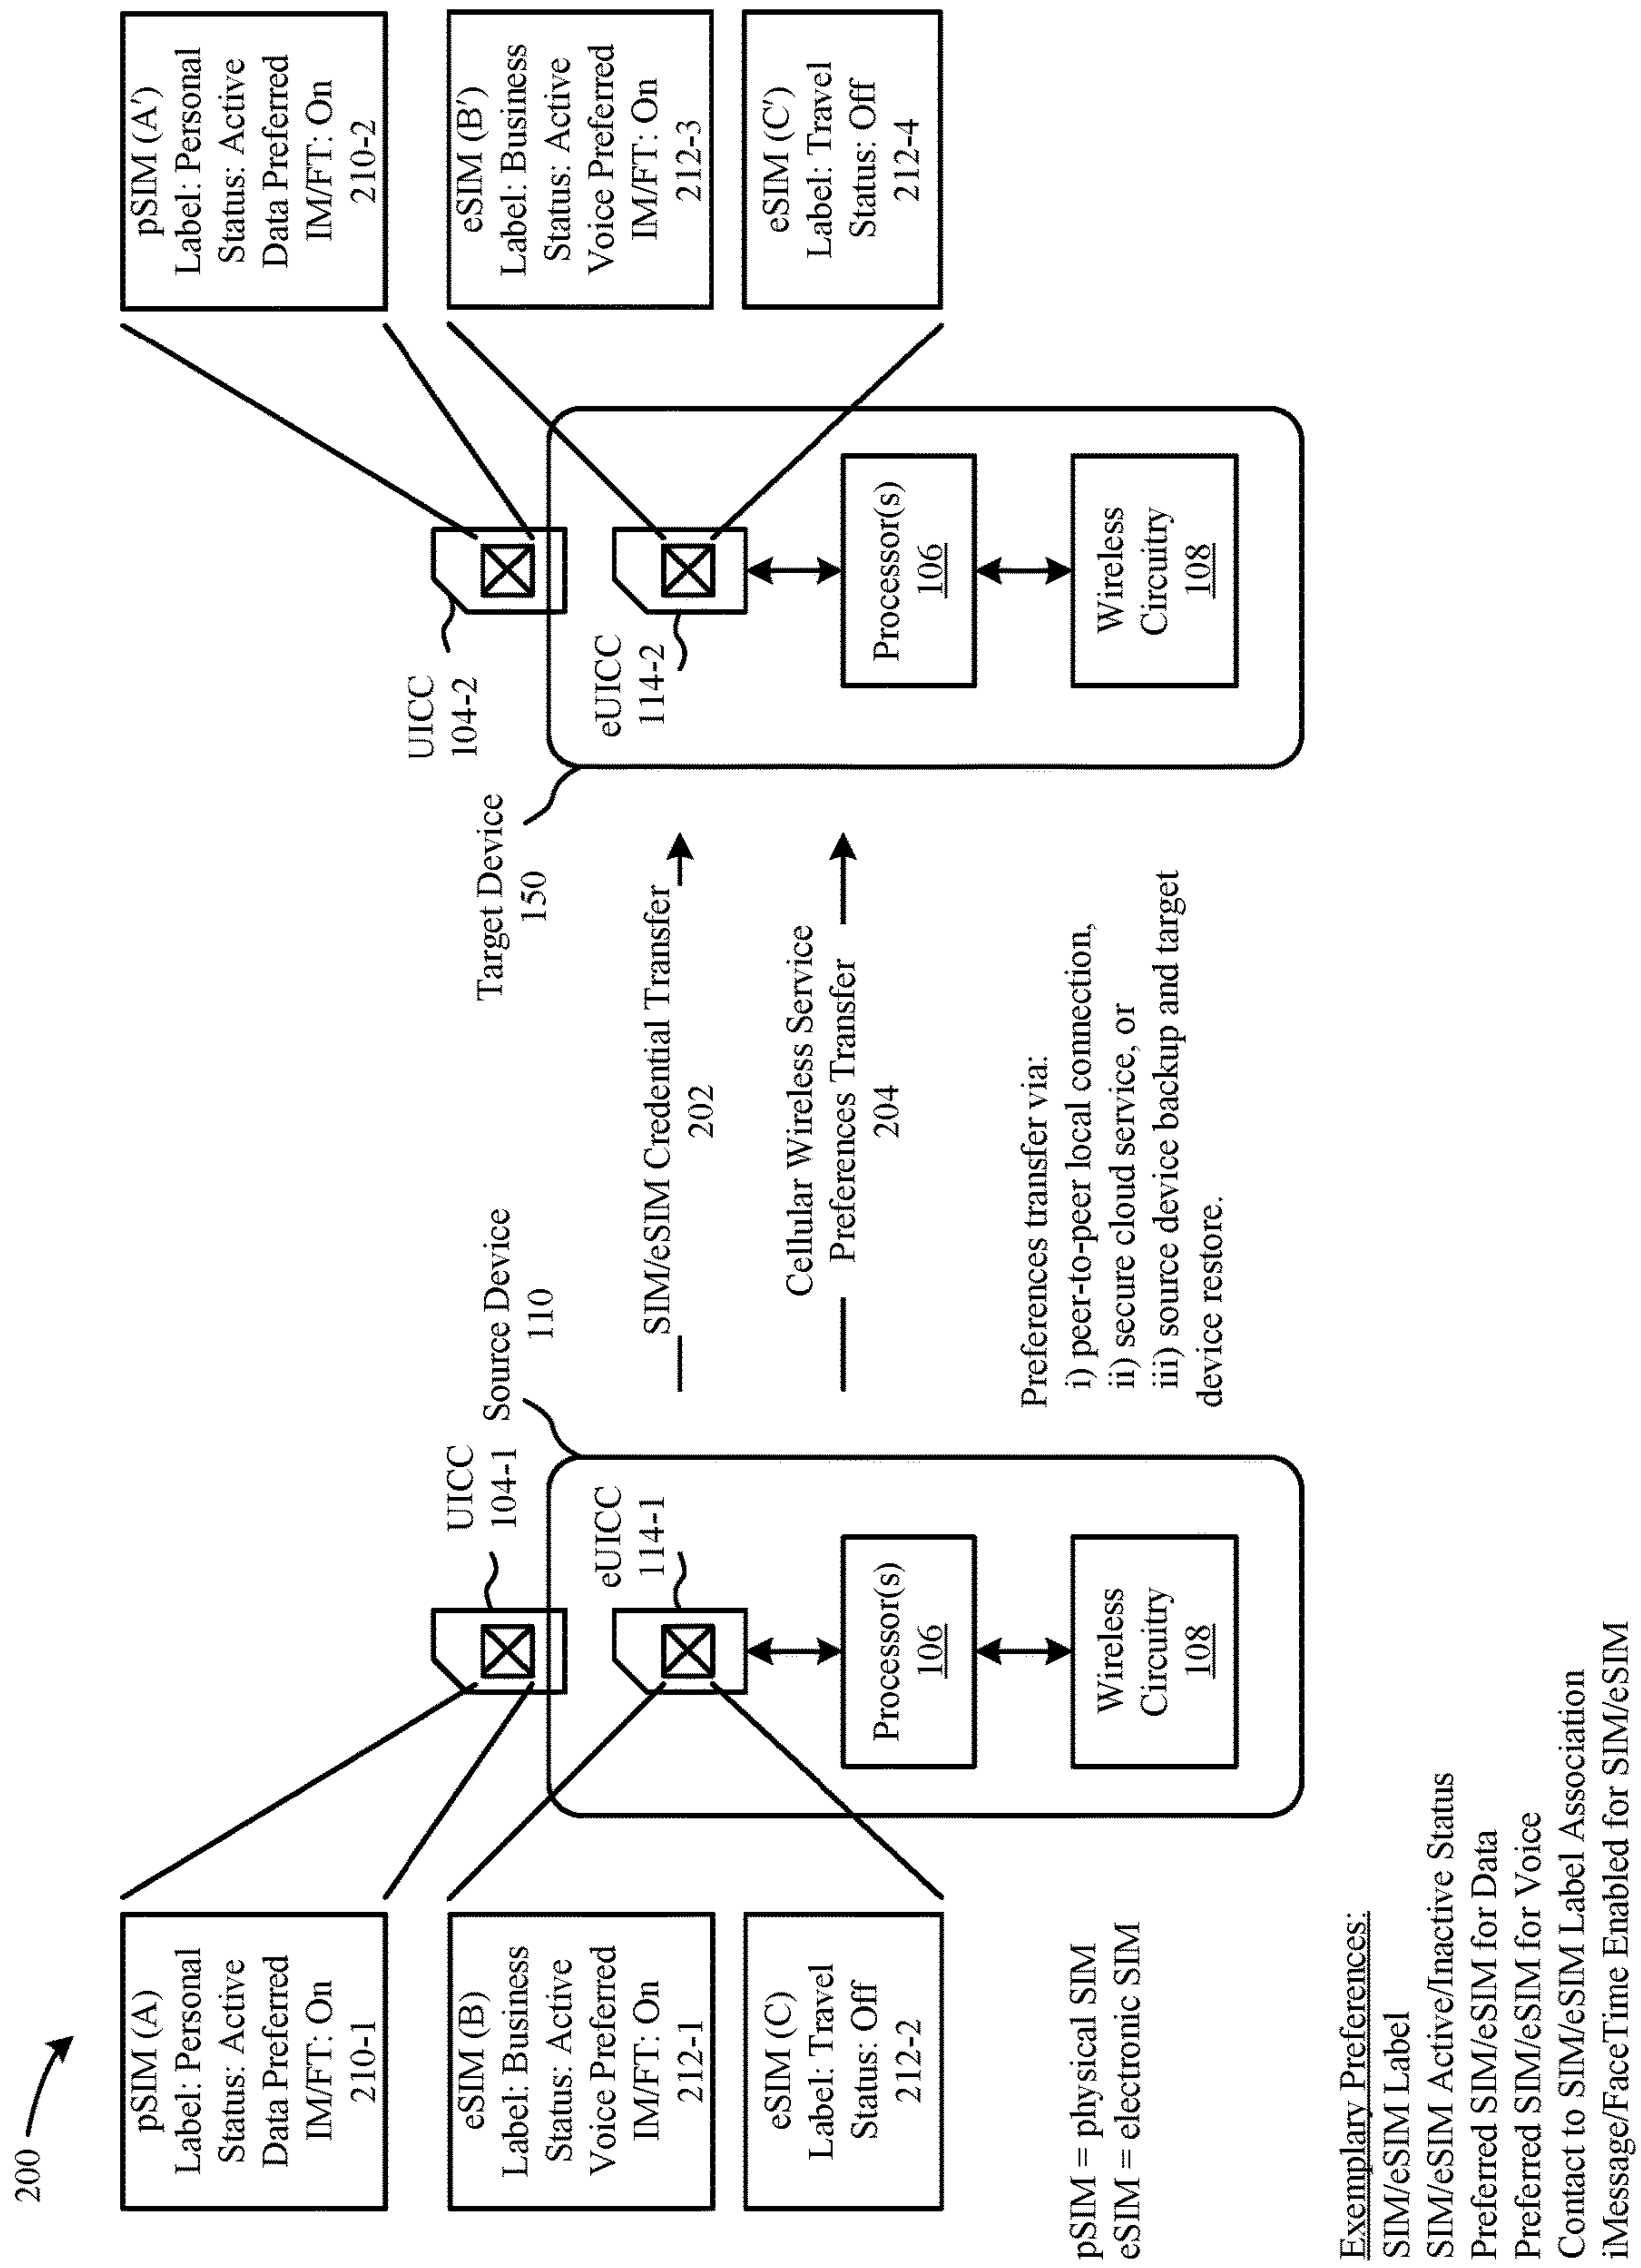 200
pSIM (A)
Label: Personal
Status: Active
Data Preferred
IM/FT: On
210-1
eSIM (B)
Label: Business
Status: Active
Voice Preferred
IM/FT: On
212-1
eSIM (C)
Label: Travel
Status: Off
212-2
pSIM = physical SIM
eSIM = electronic SIM
Exemplary Preferences:
SIM/eSIM Label
SIM/eSIM Active/Inactive Status
Preferred SIM/eSIM for Data
Preferred SIM/eSIM for Voice
Contact to SIM/eSIM Label Association
iMessage/FaceTime Enabled for SIM/eSIM
UICC
104-1
Source Device
110
eUICC
114-1
Processor(s)
106
Wireless
Circuitry
108
SIM/eSIM Credential Transfer
202
Cellular Wireless Service
Preferences Transfer
204
Preferences transfer via:
i) peer-to-peer local connection,
ii) secure cloud service, or
iii) source device backup and target
device restore.
Target Device
150
UICC
104-2
eUICC
114-2
Processor(s)
106
Wireless
Circuitry
108
pSIM (A')
Label: Personal
Status: Active
Data Preferred
IM/FT: On
210-2
eSIM (B')
Label: Business
Status: Active
Voice Preferred
IM/FT: On
212-3
eSIM (C')
Label: Travel
Status: Off
212-4